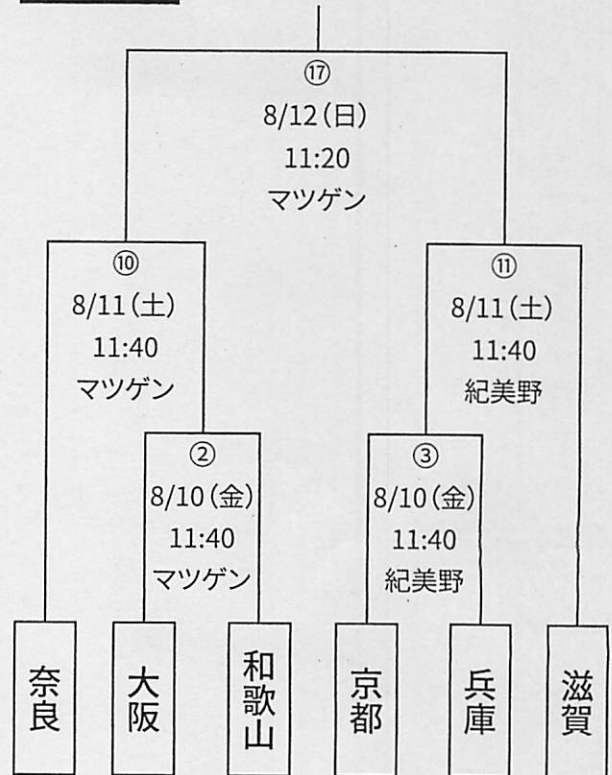 ⑰
8/12(日)
11:20
マツゲン
⑩
8/11(土)
11:40
マツゲン
⑪
8/11(土)
11:40
紀美野
②
8/10(金)
11:40
マツゲン
③
8/10(金)
11:40
紀美野
奈良
大阪
和歌山
京都
兵庫
滋賀